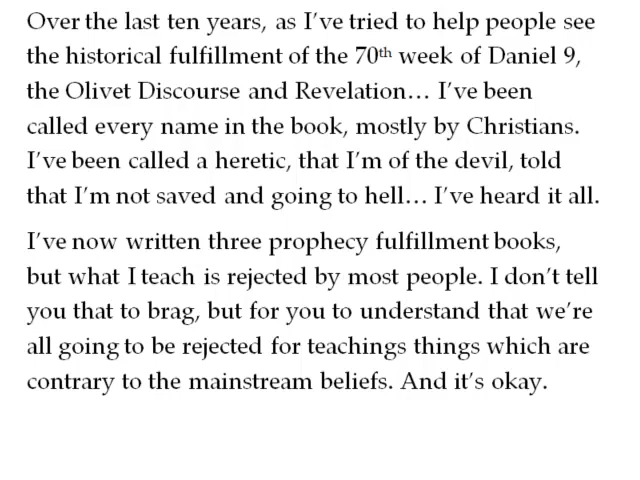 Over the last ten years, as I’ve tried to help people see
the historical fulfillment of the 70th week of Daniel 9,
the Olivet Discourse and Revelation… I’ve been
called every name in the book, mostly by Christians.
I’ve been called a heretic, that I’m of the devil, told
that I’m not saved and going to hell… I’ve heard it all.
I’ve now written three prophecy fulfillment books,
but what I teach is rejected by most people. I don’t tell
you that to brag, but for you to understand that we’re
all going to be rejected for teachings things which are
contrary to the mainstream beliefs. And it’s okay.